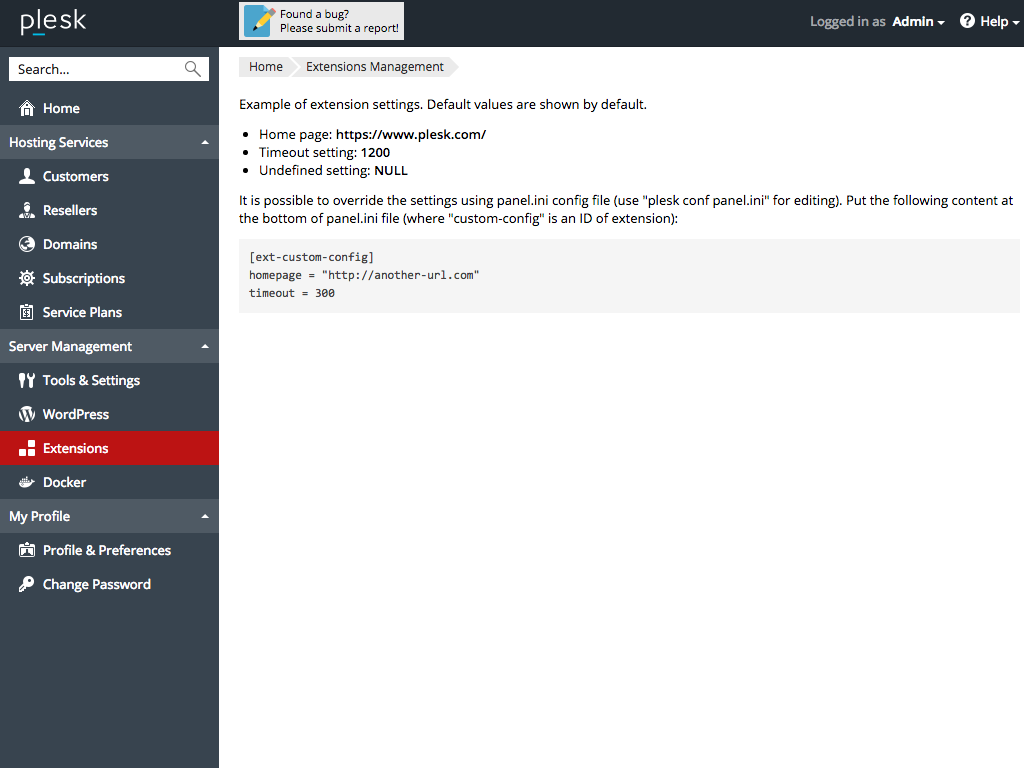 plesk
Found a bug?
Please submit a report!
Logged in as Admin
Help
Search...
Home
Hosting Services
Customers
Resellers
Domains
Subscriptions
Service Plans
Server Management
Tools & Settings
WordPress
Extensions
Docker
My Profile
Profile & Preferences
Change Password
Home
Extensions Management
Example of extension settings. Default values are shown by default.
Home page: https://www.plesk.com/
Timeout setting: 1200
Undefined setting: NULL
It is possible to override the settings using panel.ini config file (use "plesk conf panel.ini" for editing). Put the following content at
the bottom of panel.ini file (where "custom-config" is an ID of extension):
[ext-custom-config]
homepage = "http://another-url.com"
timeout = 300